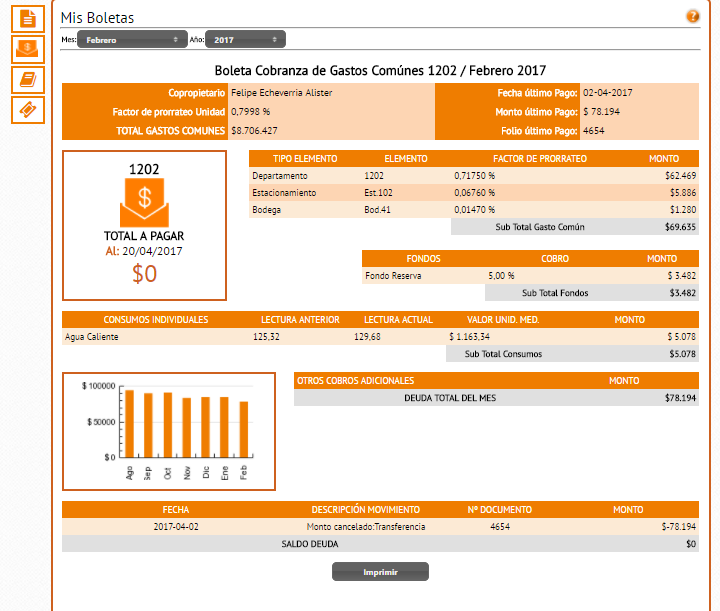 Mis Boletas
Mes: Febrero Año: 2017
Boleta Cobranza de Gastos Comúnes 1202 / Febrero 2017
Copropietario Felipe Echeverria Alister Fecha último Pago: 02-04-2017
Factor de prorrateo Unidad 0,7998 % Monto último Pago: $ 78.194
TOTAL GASTOS COMUNES $8.706.427 Folio último Pago: 4654
1202
$
TOTAL A PAGAR
Al: 20/04/2017
$0
TIPO ELEMENTO ELEMENTO FACTOR DE PRORRATEO MONTO
Departamento 1202 0,71750 % $62.469
Estacionamiento Est.102 0,06760 % $5.886
Bodega Bod.41 0,01470 % $1.280
Sub Total Gasto Común $69.635
FONDOS COBRO MONTO
Fondo Reserva 5,00 % $ 3.482
Sub Total Fondos $3.482
CONSUMOS INDIVIDUALES LECTURA ANTERIOR LECTURA ACTUAL VALOR UNID. MED. MONTO
Agua Caliente 125,32 129,68 $ 1.163,34 $ 5.078
Sub Total Consumos $5.078
$ 100000
$ 50000
$ 0
Ago Sep Oct Nov Dic Ene Feb
OTROS COBROS ADICIONALES MONTO
DEUDA TOTAL DEL MES $78.194
FECHA DESCRIPCIÓN MOVIMIENTO Nº DOCUMENTO MONTO
2017-04-02 Monto cancelado:Transferencia 4654 $-78.194
SALDO DEUDA $0
Imprimir